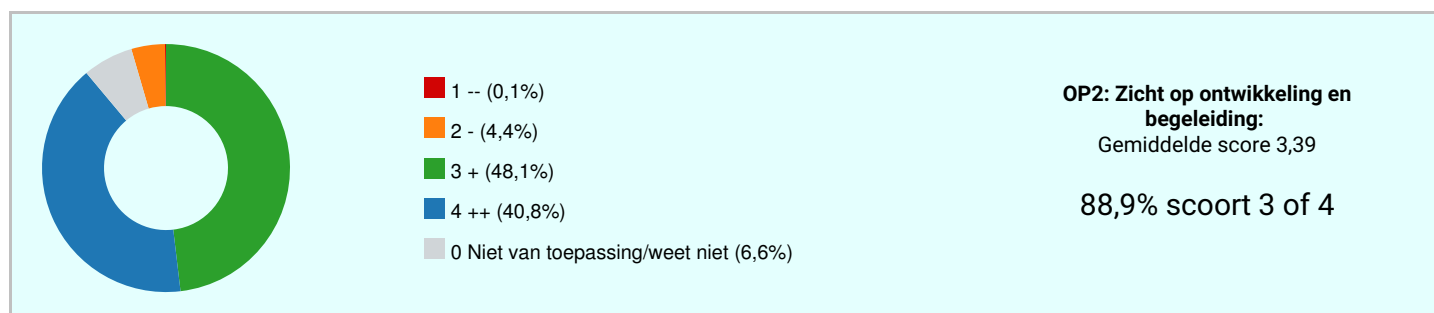 1 -- (0,1%)
2 - (4,4%)
3 + (48,1%)
4 ++ (40,8%)
0 Niet van toepassing/weet niet (6,6%)
OP2: Zicht op ontwikkeling en
begeleiding:
Gemiddelde score 3,39
88,9% scoort 3 of 4